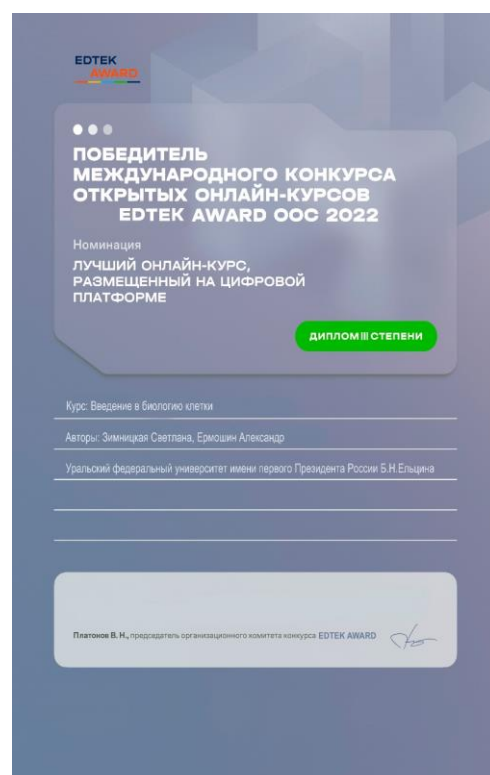 EDTEK
AWARD
ПОБЕДИТЕЛЬ
МЕЖДУНАРОДНОГО КОНКУРСА
ОТКРЫТЫХ ОНЛАЙН-КУРСОВ
EDTEK AWARD OOC 2022
Номинация
ЛУЧШИЙ ОНЛАЙН-КУРС,
РАЗМЕЩЕННЫЙ НА ЦИФРОВОЙ
ПЛАТФОРМЕ
ДИПЛОМ III СТЕПЕНИ
Курс: Введение в биологию клетки
Авторы: Зимницкая Светлана, Ермошин Александр
Уральский федеральный университет имени первого Президента России Б.Н.Ельцина
Платонов В. Н., председатель организационного комитета конкурса EDTEK AWARD